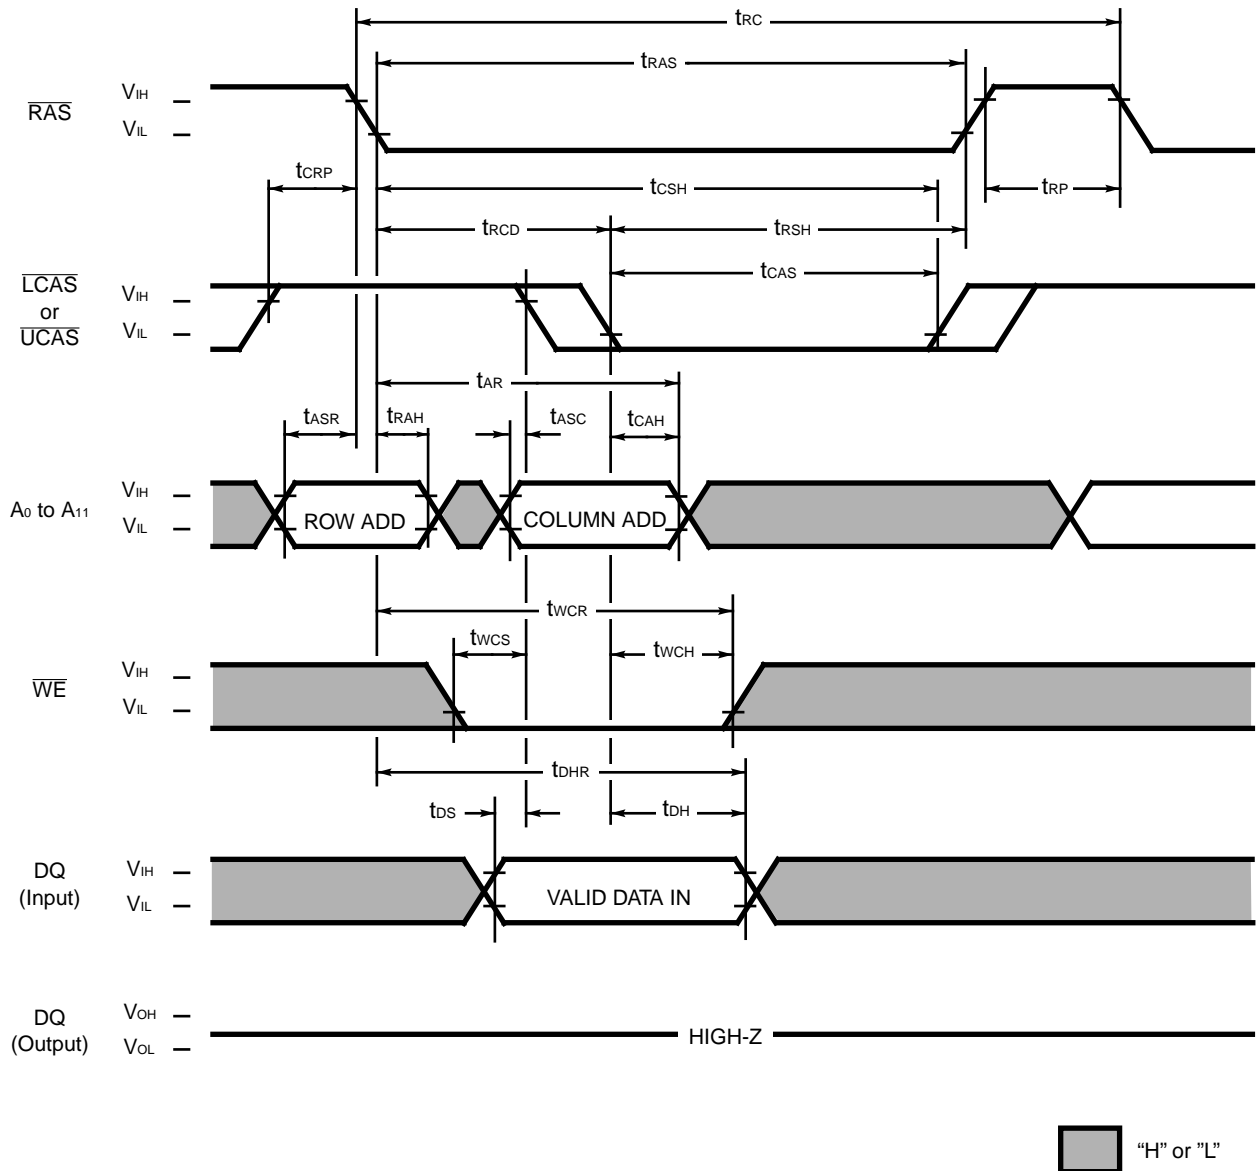 tRC
tRAS
RAS
VIH
VIL
tCRP
tCSH
tRP
tRCD
tRSH
tCAS
LCAS
or
UCAS
VIH
VIL
tAR
tASR
tRAH
tASC
tCAH
A0 to A11
VIH
VIL
ROW ADD
COLUMN ADD
tWCR
tWCS
tWCH
WE
VIH
VIL
tDHR
tDS
tDH
DQ
(Input)
VIH
VIL
VALID DATA IN
DQ
(Output)
VOH
VOL
HIGH-Z
“H” or ”L”